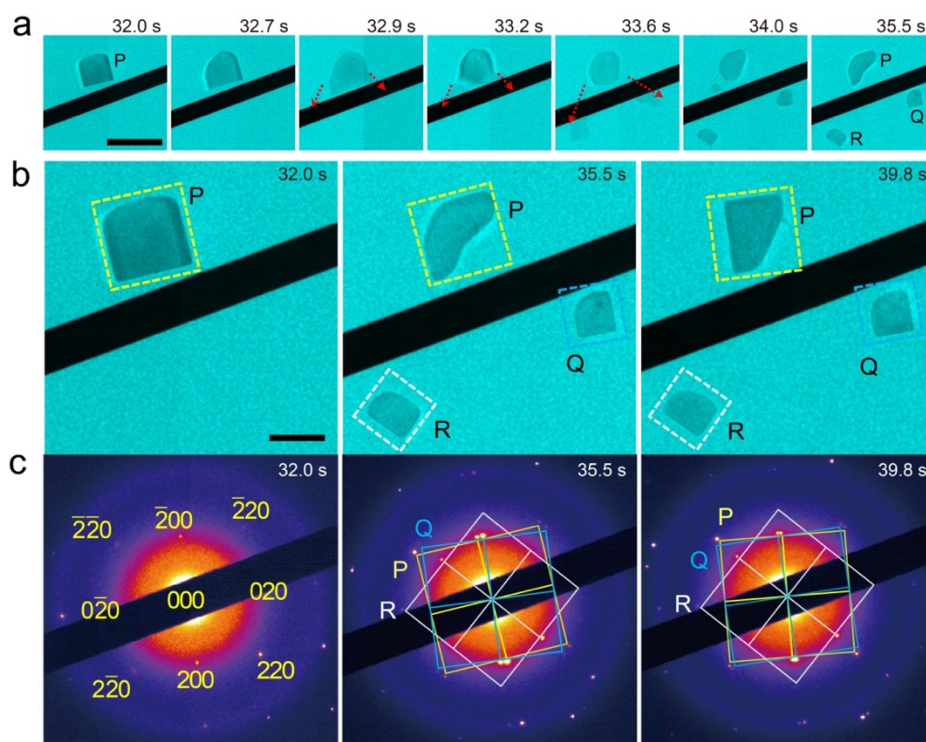 a
32.0 s 32.7 s 32.9 s 33.2 s 33.6 s 34.0 s 35.5 s
P P
Q
R
b
32.0 s 35.5 s 39.8 s
P P P
Q Q
R R
c
32.0 s 35.5 s 39.8 s
2̅2̅0 2̅00 2̅20
Q P
P Q
02̅0 000 020
R R
22̅0 200 220